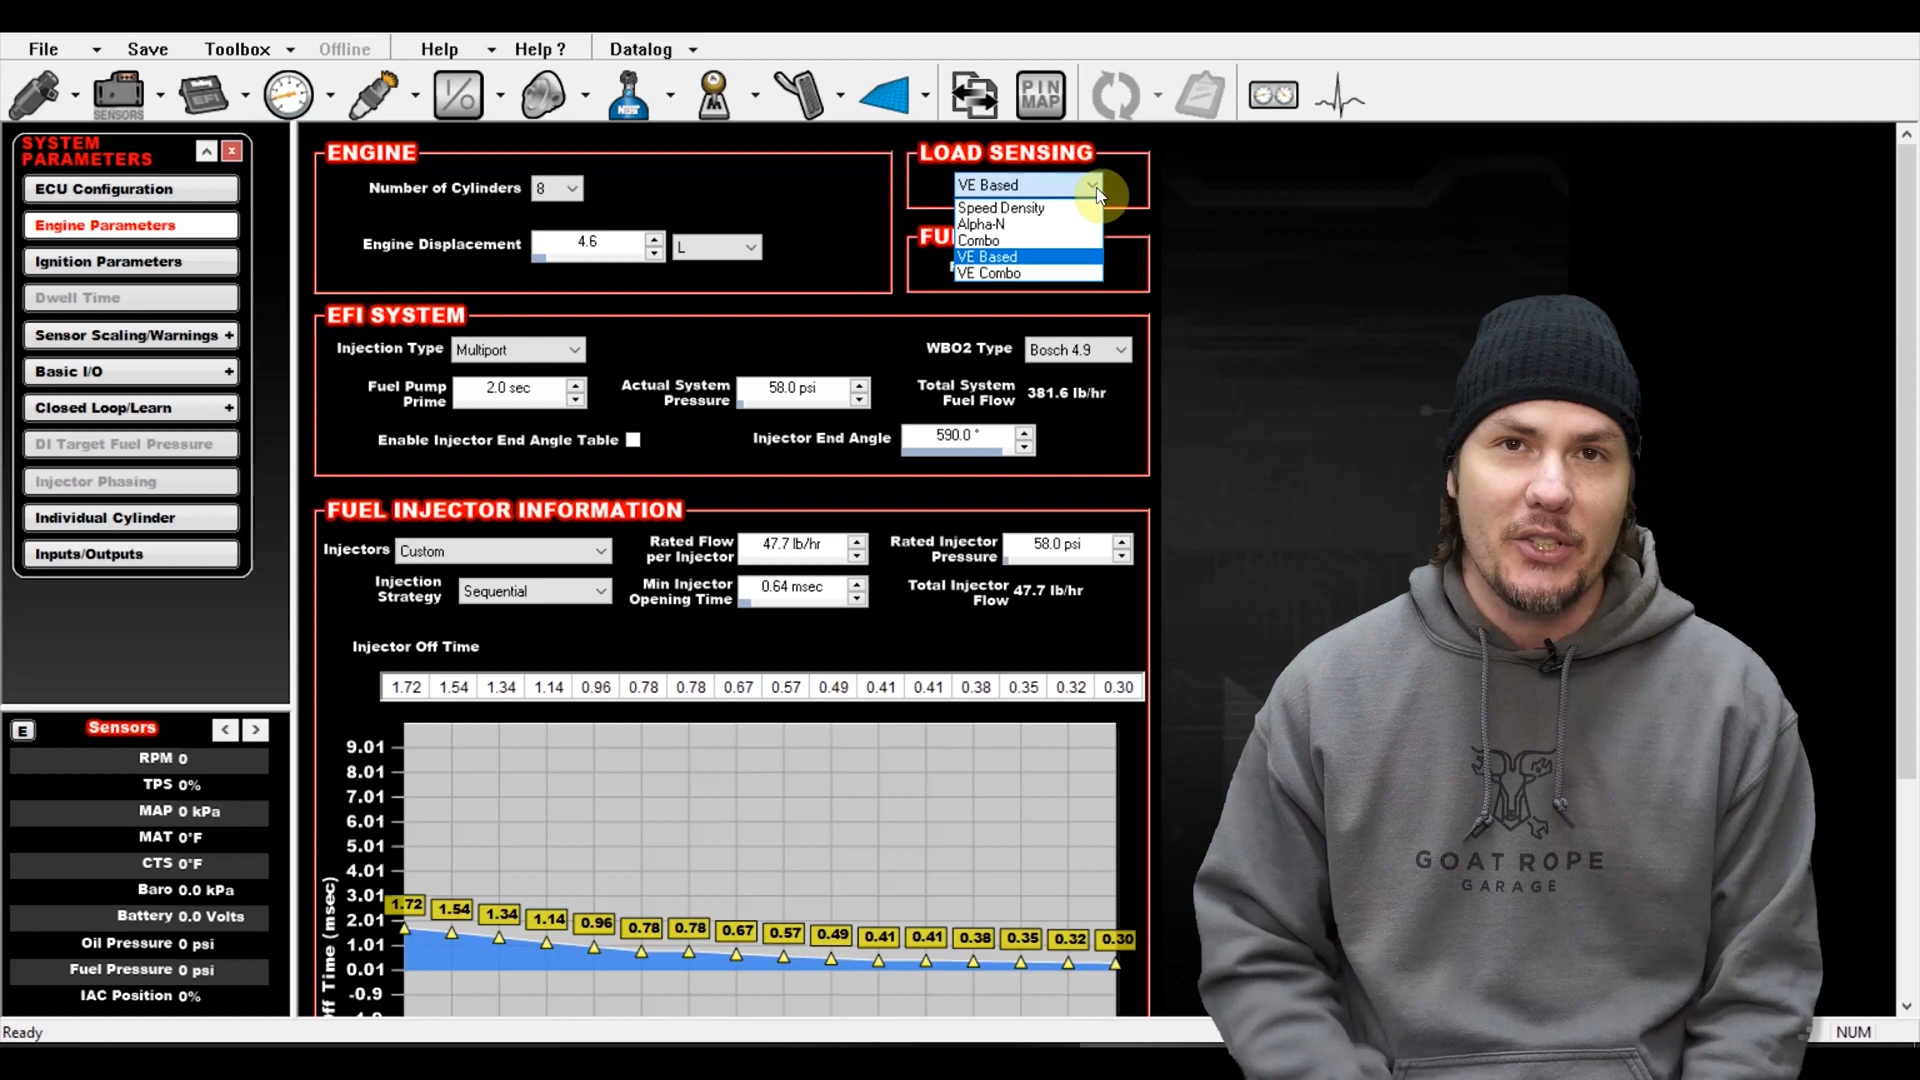 File Save Toolbox Offline Help Help ? Datalog
SENSORS EFI I/O NOS PIN MAP
SYSTEM
PARAMETERS
ECU Configuration
Engine Parameters
Ignition Parameters
Dwell Time
Sensor Scaling/Warnings +
Basic I/O +
Closed Loop/Learn +
DI Target Fuel Pressure
Injector Phasing
Individual Cylinder
Inputs/Outputs
E Sensors < >
RPM 0
TPS 0%
MAP 0 kPa
MAT 0°F
CTS 0°F
Baro 0.0 kPa
Battery 0.0 Volts
Oil Pressure 0 psi
Fuel Pressure 0 psi
IAC Position 0%
ENGINE
Number of Cylinders 8
Engine Displacement 4.6 L
LOAD SENSING
VE Based
Speed Density
Alpha-N
Combo
VE Based
VE Combo
EFI SYSTEM
Injection Type Multiport
WBO2 Type Bosch 4.9
Fuel Pump Prime 2.0 sec
Actual System Pressure 58.0 psi
Total System Fuel Flow 381.6 lb/hr
Enable Injector End Angle Table
Injector End Angle 590.0 °
FUEL INJECTOR INFORMATION
Injectors Custom
Rated Flow per Injector 47.7 lb/hr
Rated Injector Pressure 58.0 psi
Injection Strategy Sequential
Min Injector Opening Time 0.64 msec
Total Injector Flow 47.7 lb/hr
Injector Off Time
1.72 1.54 1.34 1.14 0.96 0.78 0.78 0.67 0.57 0.49 0.41 0.41 0.38 0.35 0.32 0.30
9.01
8.01
7.01
6.01
5.01
4.01
3.01
2.01
1.01
0.01
-0.9
Time (msec)
1.72 1.54 1.34 1.14 0.96 0.78 0.78 0.67 0.57 0.49 0.41 0.41 0.38 0.35 0.32 0.30
GOAT ROPE
GARAGE
Ready NUM